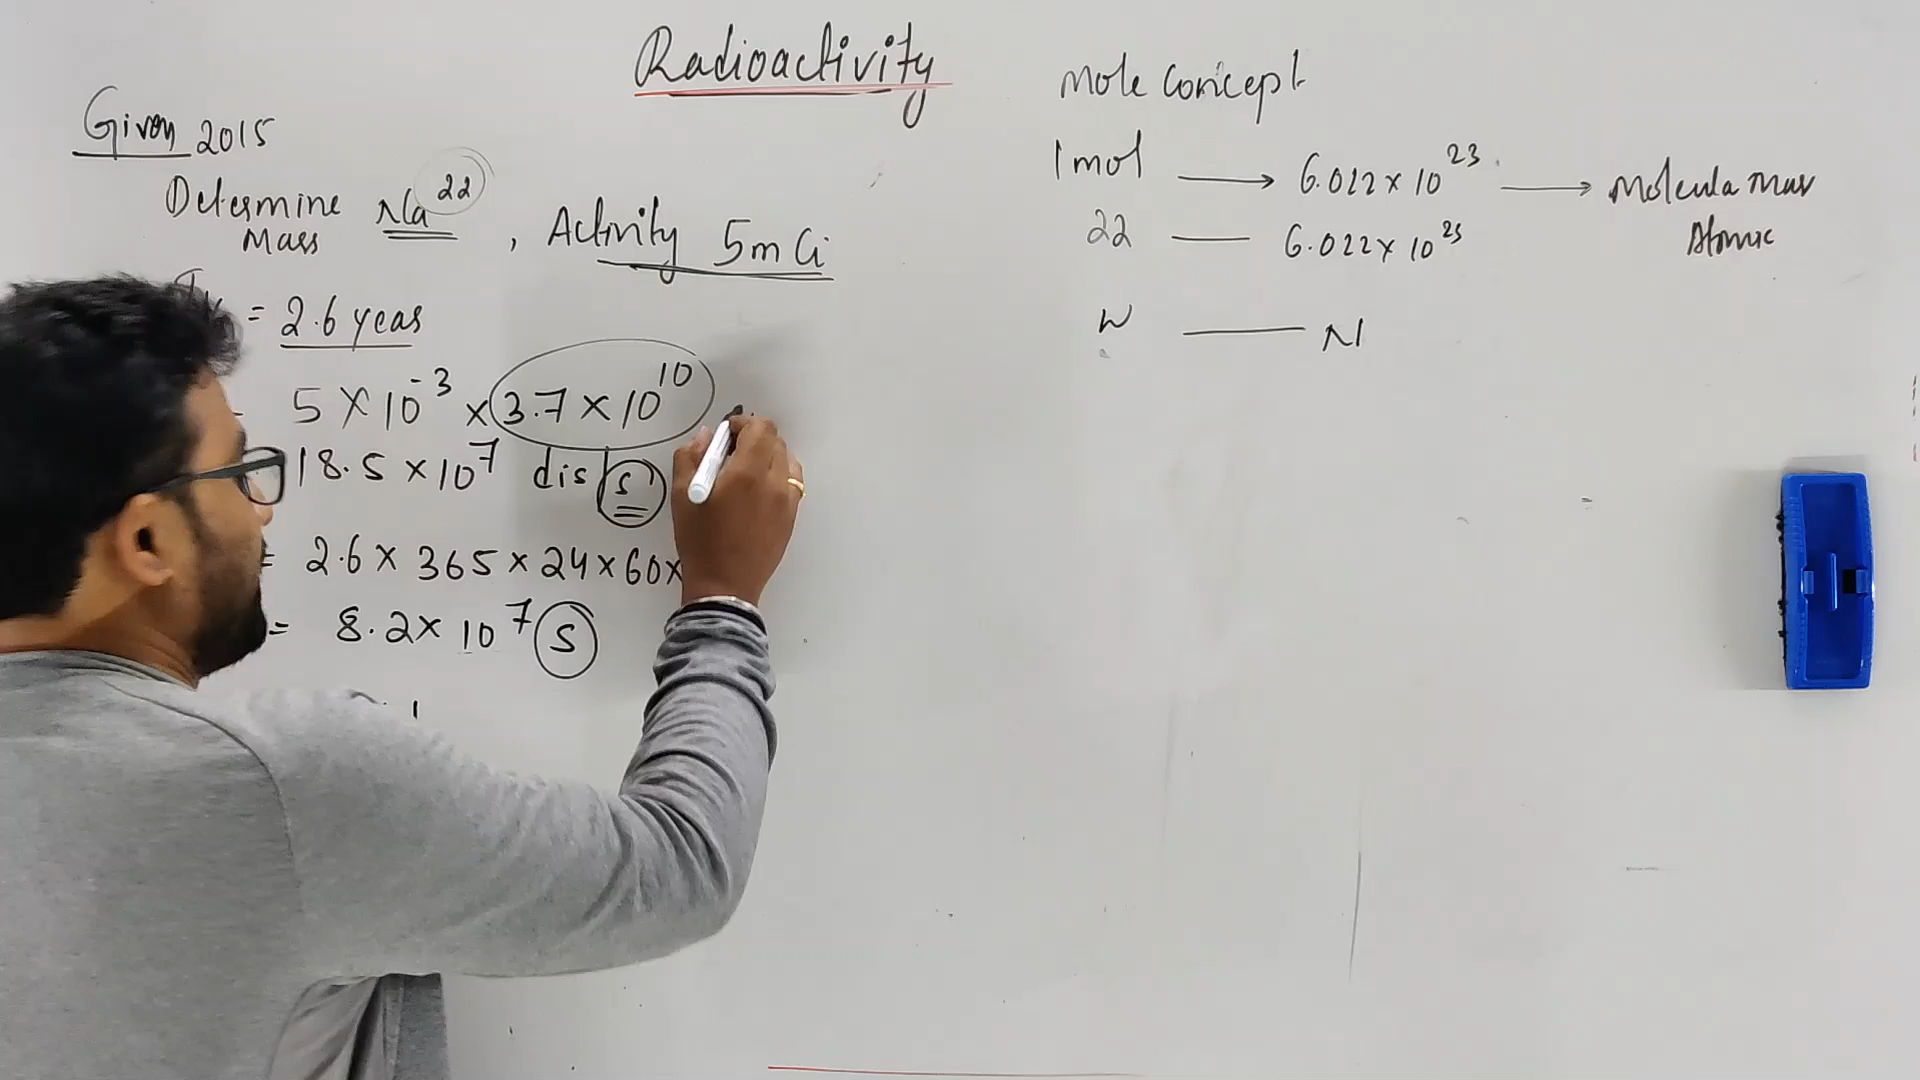 Radioactivity
Given 2015
Determine Mass Na²² , Activity 5mCi
= 2.6 years
5 × 10⁻³ × 3.7 × 10¹⁰
18.5 × 10⁷ dis/s
= 2.6 × 365 × 24 × 60 ×
= 8.2 × 10⁷ s
Mole concept
1 mol → 6.022 × 10²³ → Molecular Mass
Atomic
22 — 6.022 × 10²³
W — N